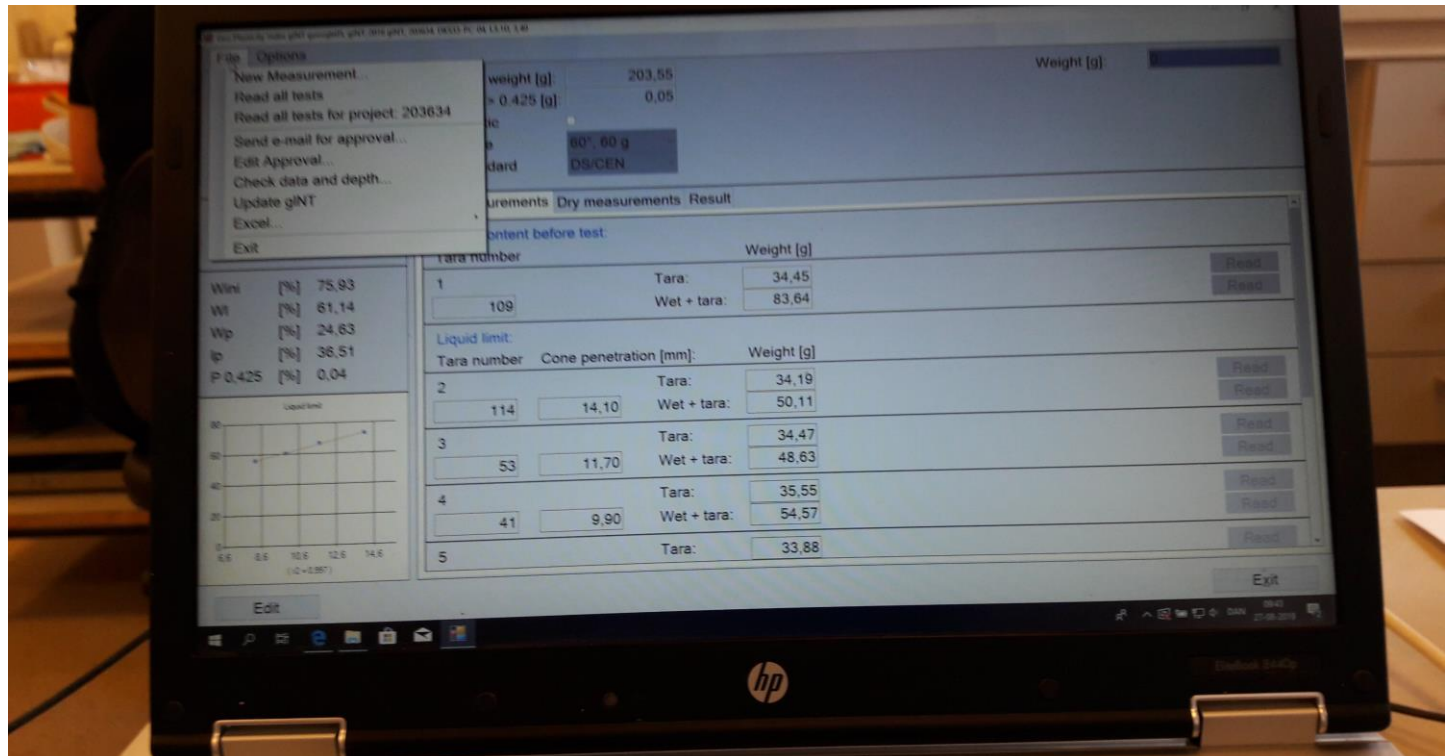 File Options
New Measurement...
Read all tests
Read all tests for project: 203634
Send e-mail for approval...
Edit Approval...
Check data and depth...
Update gINT
Excel...
Exit
weight [g]: 203,55
> 0.425 [g]: 0,05
60°, 60 g
dard DS/CEN
Weight [g]:
urements Dry measurements Result
ontent before test:
Tara number Weight [g]
1 Tara: 34,45 Read
109 Wet + tara: 83,64 Read
Liquid limit:
Tara number Cone penetration [mm]: Weight [g]
2 Tara: 34,19 Read
114 14,10 Wet + tara: 50,11 Read
3 Tara: 34,47 Read
53 11,70 Wet + tara: 48,63 Read
4 Tara: 35,55 Read
41 9,90 Wet + tara: 54,57 Read
5 Tara: 33,88 Read
Wini [%] 75,93
Wl [%] 61,14
Wp [%] 24,63
Ip [%] 36,51
P 0,425 [%] 0,04
Liquid limit
80
60
40
20
0
6,6 8,6 10,6 12,6 14,6
Edit
Exit
DAN
09:43
hp
EliteBook 8440p